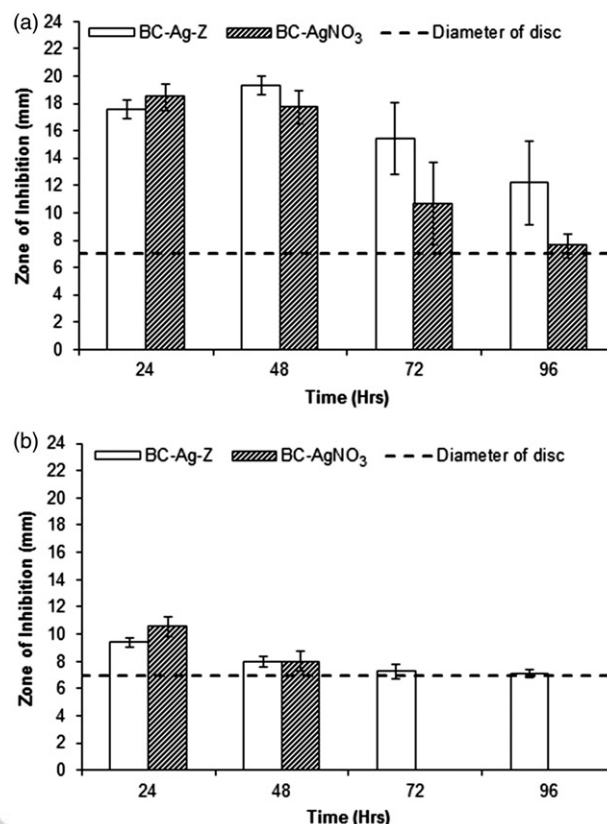 (a)
BC-Ag-Z BC-AgNO3 Diameter of disc
Zone of Inhibition (mm)
24
22
20
18
16
14
12
10
8
6
4
2
0
24 48 72 96
Time (Hrs)
(b)
BC-Ag-Z BC-AgNO3 Diameter of disc
Zone of Inhibition (mm)
24
22
20
18
16
14
12
10
8
6
4
2
0
24 48 72 96
Time (Hrs)